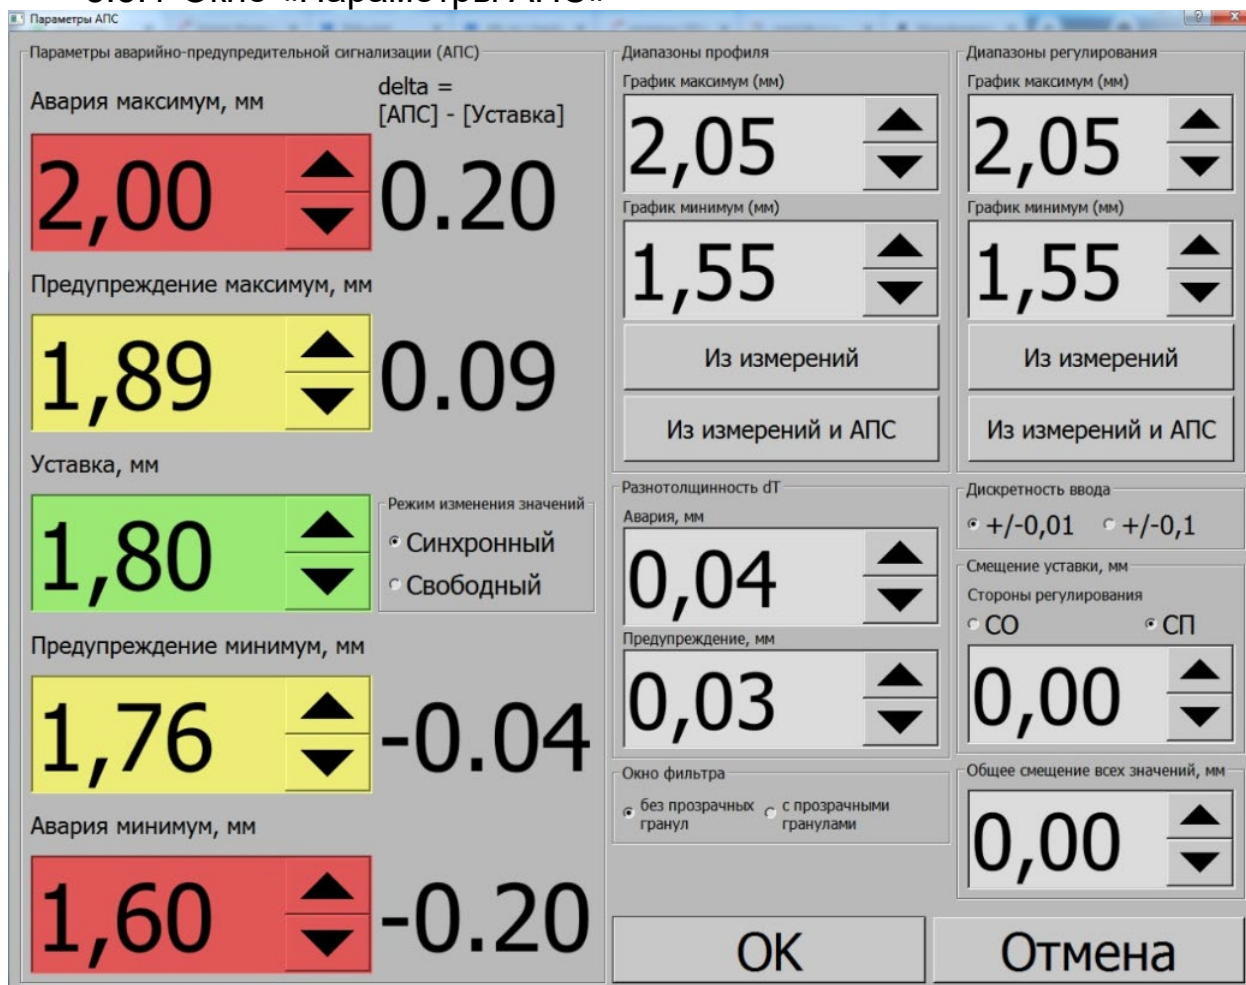 Окно «Параметры АПС»
Параметры АПС
Параметры аварийно-предупредительной сигнализации (АПС)
Авария максимум, мм
delta =
[АПС] - [Уставка]
2,00
0.20
Предупреждение максимум, мм
1,89
0.09
Уставка, мм
1,80
Режим изменения значений
Синхронный
Свободный
Предупреждение минимум, мм
1,76
-0.04
Авария минимум, мм
1,60
-0.20
Диапазоны профиля
График максимум (мм)
2,05
График минимум (мм)
1,55
Из измерений
Из измерений и АПС
Диапазоны регулирования
График максимум (мм)
2,05
График минимум (мм)
1,55
Из измерений
Из измерений и АПС
Разнотолщинность dT
Авария, мм
0,04
Предупреждение, мм
0,03
Окно фильтра
без прозрачных
гранул
с прозрачными
гранулами
Дискретность ввода
+/-0,01
+/-0,1
Смещение уставки, мм
Стороны регулирования
СО
СП
0,00
Общее смещение всех значений, мм
0,00
OK
Отмена